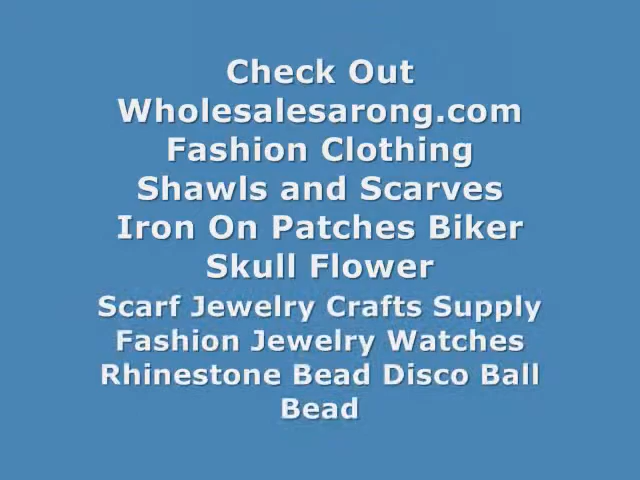 Check Out
Wholesalesarong.com
Fashion Clothing
Shawls and Scarves
Iron On Patches Biker
Skull Flower
Scarf Jewelry Crafts Supply
Fashion Jewelry Watches
Rhinestone Bead Disco Ball
Bead